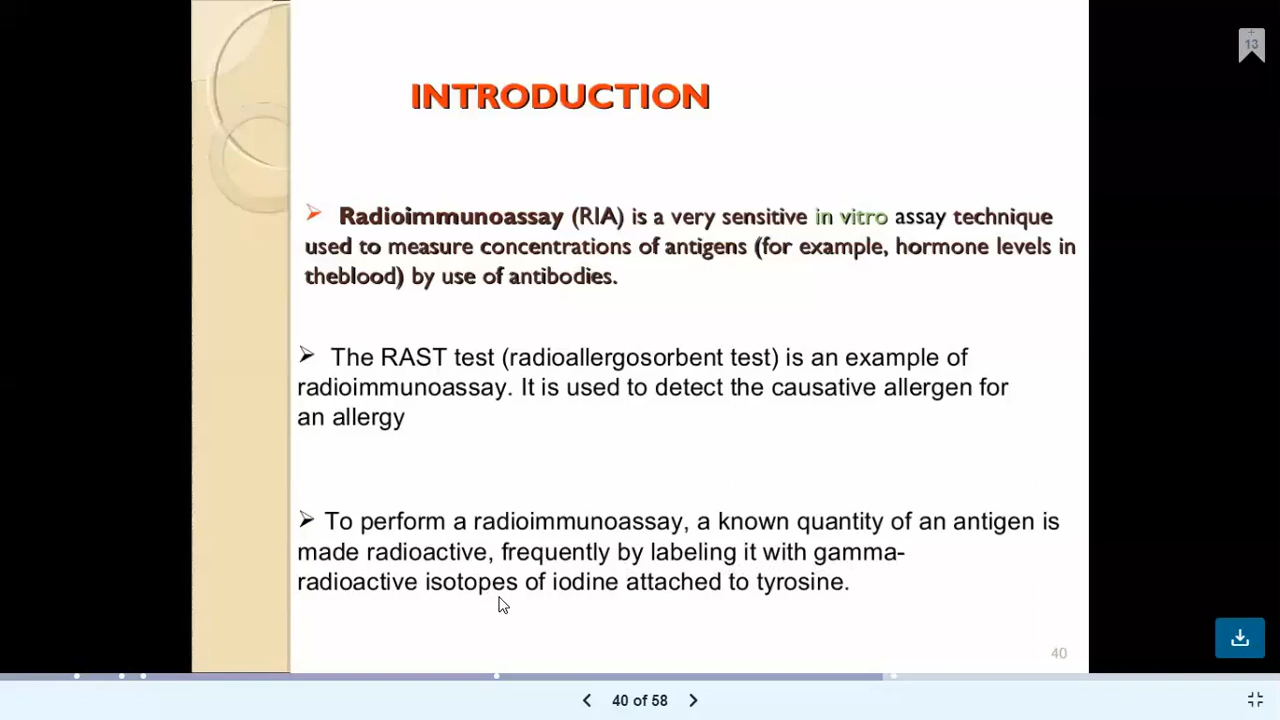 13
INTRODUCTION
➢ Radioimmunoassay (RIA) is a very sensitive in vitro assay technique
used to measure concentrations of antigens (for example, hormone levels in
theblood) by use of antibodies.
➢ The RAST test (radioallergosorbent test) is an example of
radioimmunoassay. It is used to detect the causative allergen for
an allergy
➢ To perform a radioimmunoassay, a known quantity of an antigen is
made radioactive, frequently by labeling it with gamma-
radioactive isotopes of iodine attached to tyrosine.
40
40 of 58